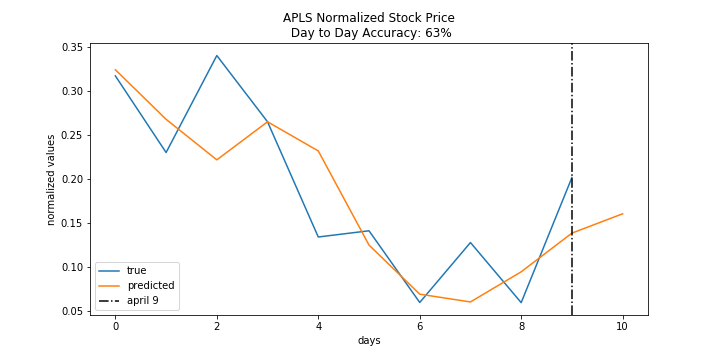 APLS Normalized Stock Price
Day to Day Accuracy: 63%
normalized values
0.35
0.30
0.25
0.20
0.15
0.10
0.05
true
predicted
april 9
0 2 4 6 8 10
days